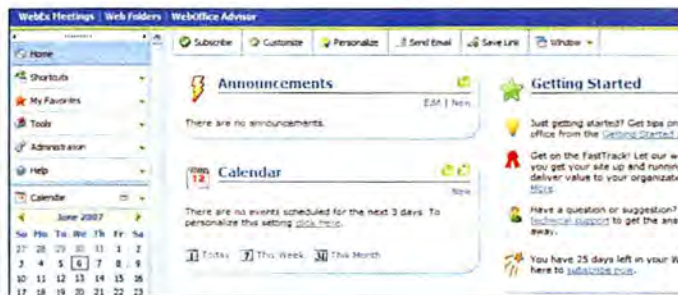 WebEx Meetings | Web Folders | WebOffice Advisor
Subscribe Customize Personalize Send Email Save Link Window
Home
Shortcuts
My Favorites
Tools
Administration
Help
Calendar
June 2007
Su Mo Tu We Th Fr Sa
27 28 29 30 31 1 2
3 4 5 6 7 8 9
10 11 12 13 14 15 16
17 18 19 20 21 22 23
Announcements
Edit | New
There are no announcements.
Calendar
New
There are no events scheduled for the next 3 days. To
personalize this setting click here.
1 Today 7 This Week 31 This Month
Getting Started
Just getting started? Get tips on
office from the Getting Started
Get on the FastTrack! Let our w
you get your site up and running
deliver value to your organizat
More.
Have a question or suggestion?
technical support to get the ans
away.
You have 25 days left in your W
here to subscribe now.